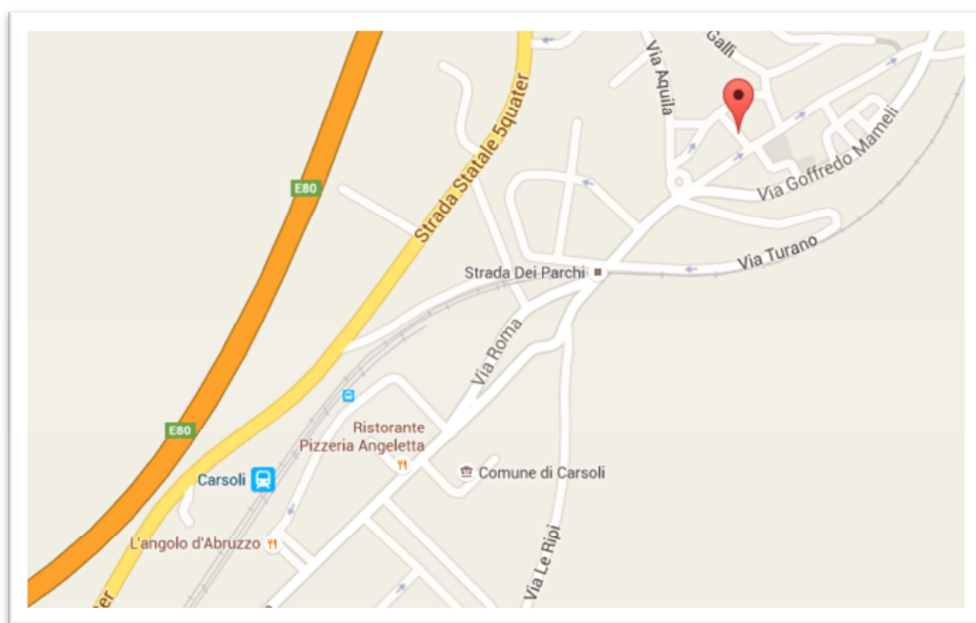 Galli
Via Aquila
Strada Statale 5quater
E80
Via Goffredo Mameli
Via Turano
Strada Dei Parchi
Via Roma
Ristorante
Pizzeria Angeletta
E80
Comune di Carsoli
Carsoli
L'angolo d'Abruzzo
Via Le Ripi
er